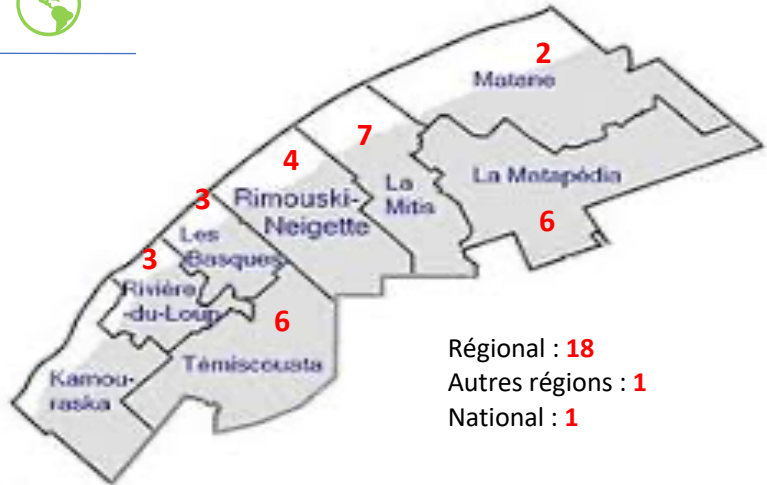 2
Matane
7
4
La Matapédia
La
Mitis
3
Rimouski-
Neigette
6
Les
Basques
3
Rivière
-du-Loup
6
Témiscouata
Kamou-
raska
Régional : 18
Autres régions : 1
National : 1